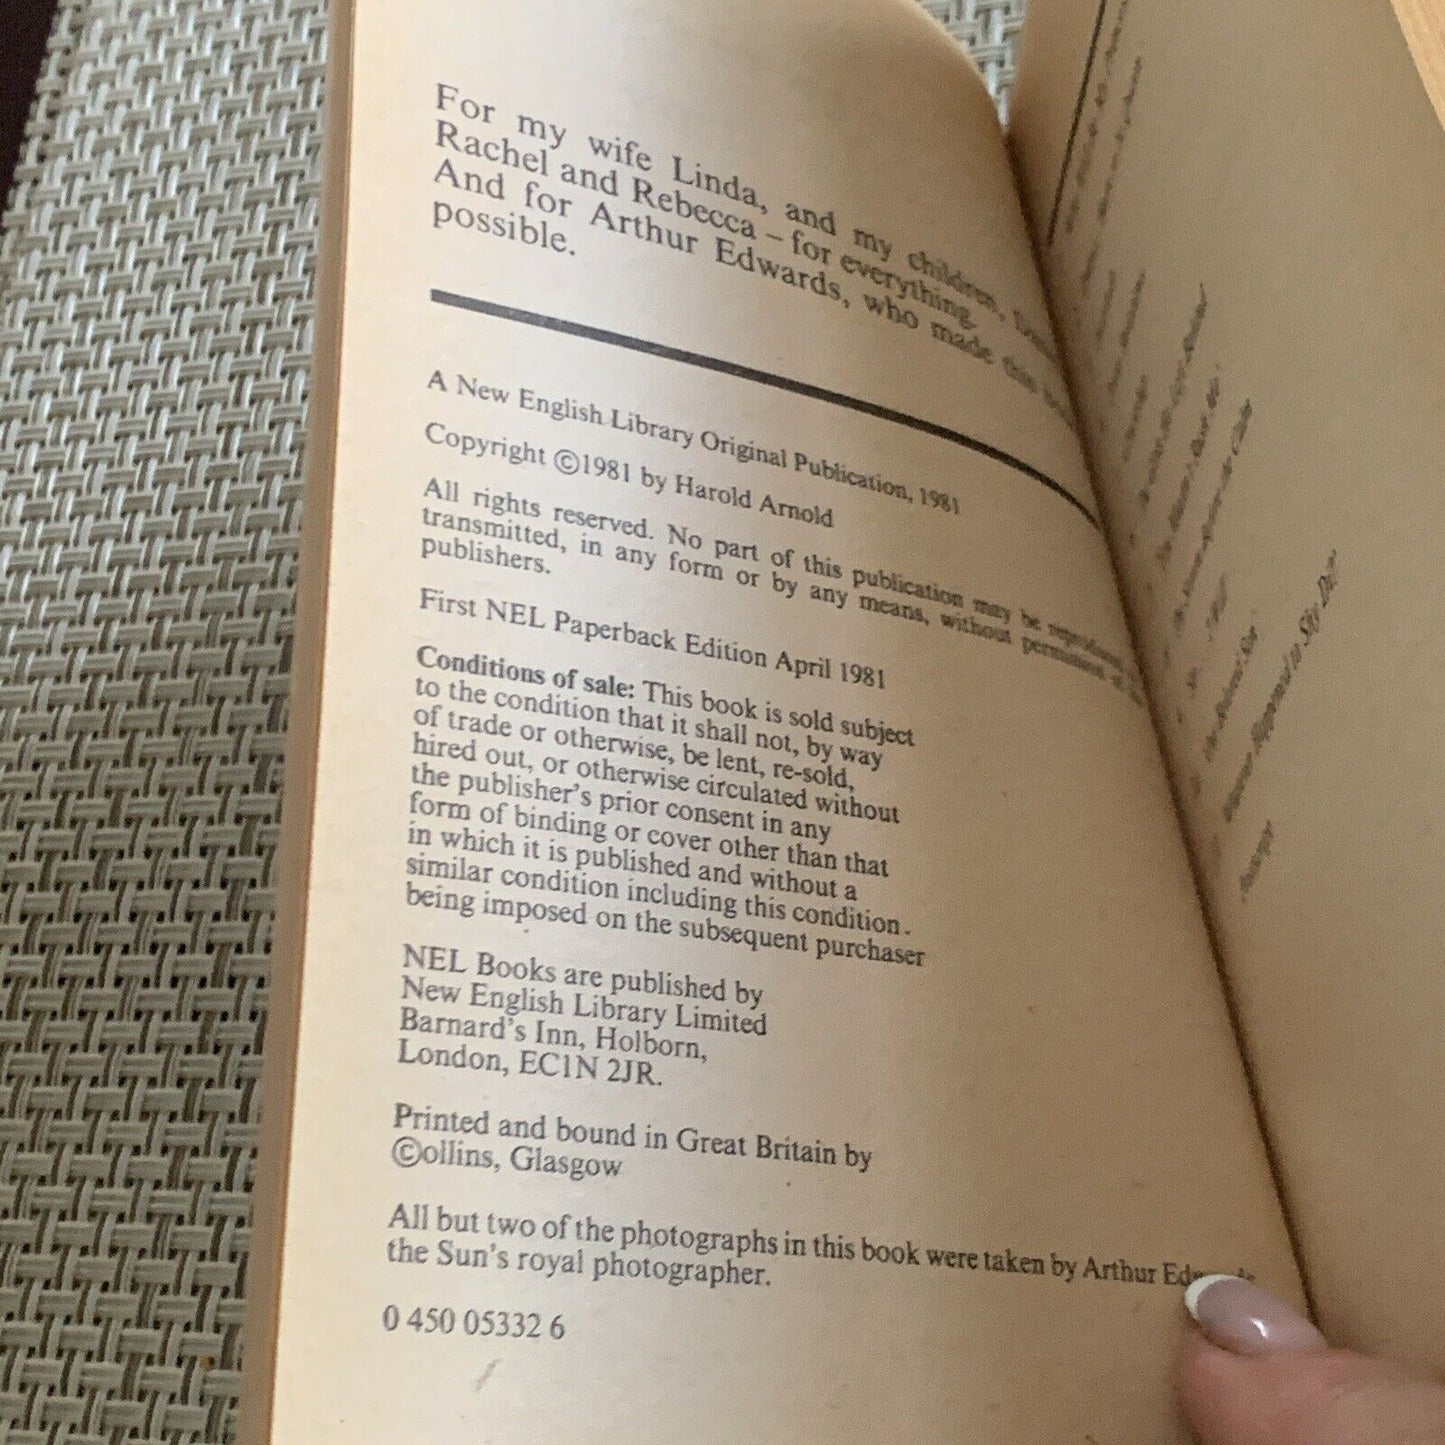 For my wife Linda, and my children,
Rachel and Rebecca – for everything.
And for Arthur Edwards, who made this
possible.
A New English Library Original Publication, 1981
Copyright ©1981 by Harold Arnold
All rights reserved. No part of this publication may be reproduced
transmitted, in any form or by any means, without permission of
publishers.
First NEL Paperback Edition April 1981
Conditions of sale: This book is sold subject
to the condition that it shall not, by way
of trade or otherwise, be lent, re-sold,
hired out, or otherwise circulated without
the publisher's prior consent in any
form of binding or cover other than that
in which it is published and without a
similar condition including this condition.
being imposed on the subsequent purchaser
NEL Books are published by
New English Library Limited
Barnard's Inn, Holborn,
London, EC1N 2JR.
Printed and bound in Great Britain by
©ollins, Glasgow
All but two of the photographs in this book were taken by Arthur Edwards
the Sun's royal photographer.
0 450 05332 6